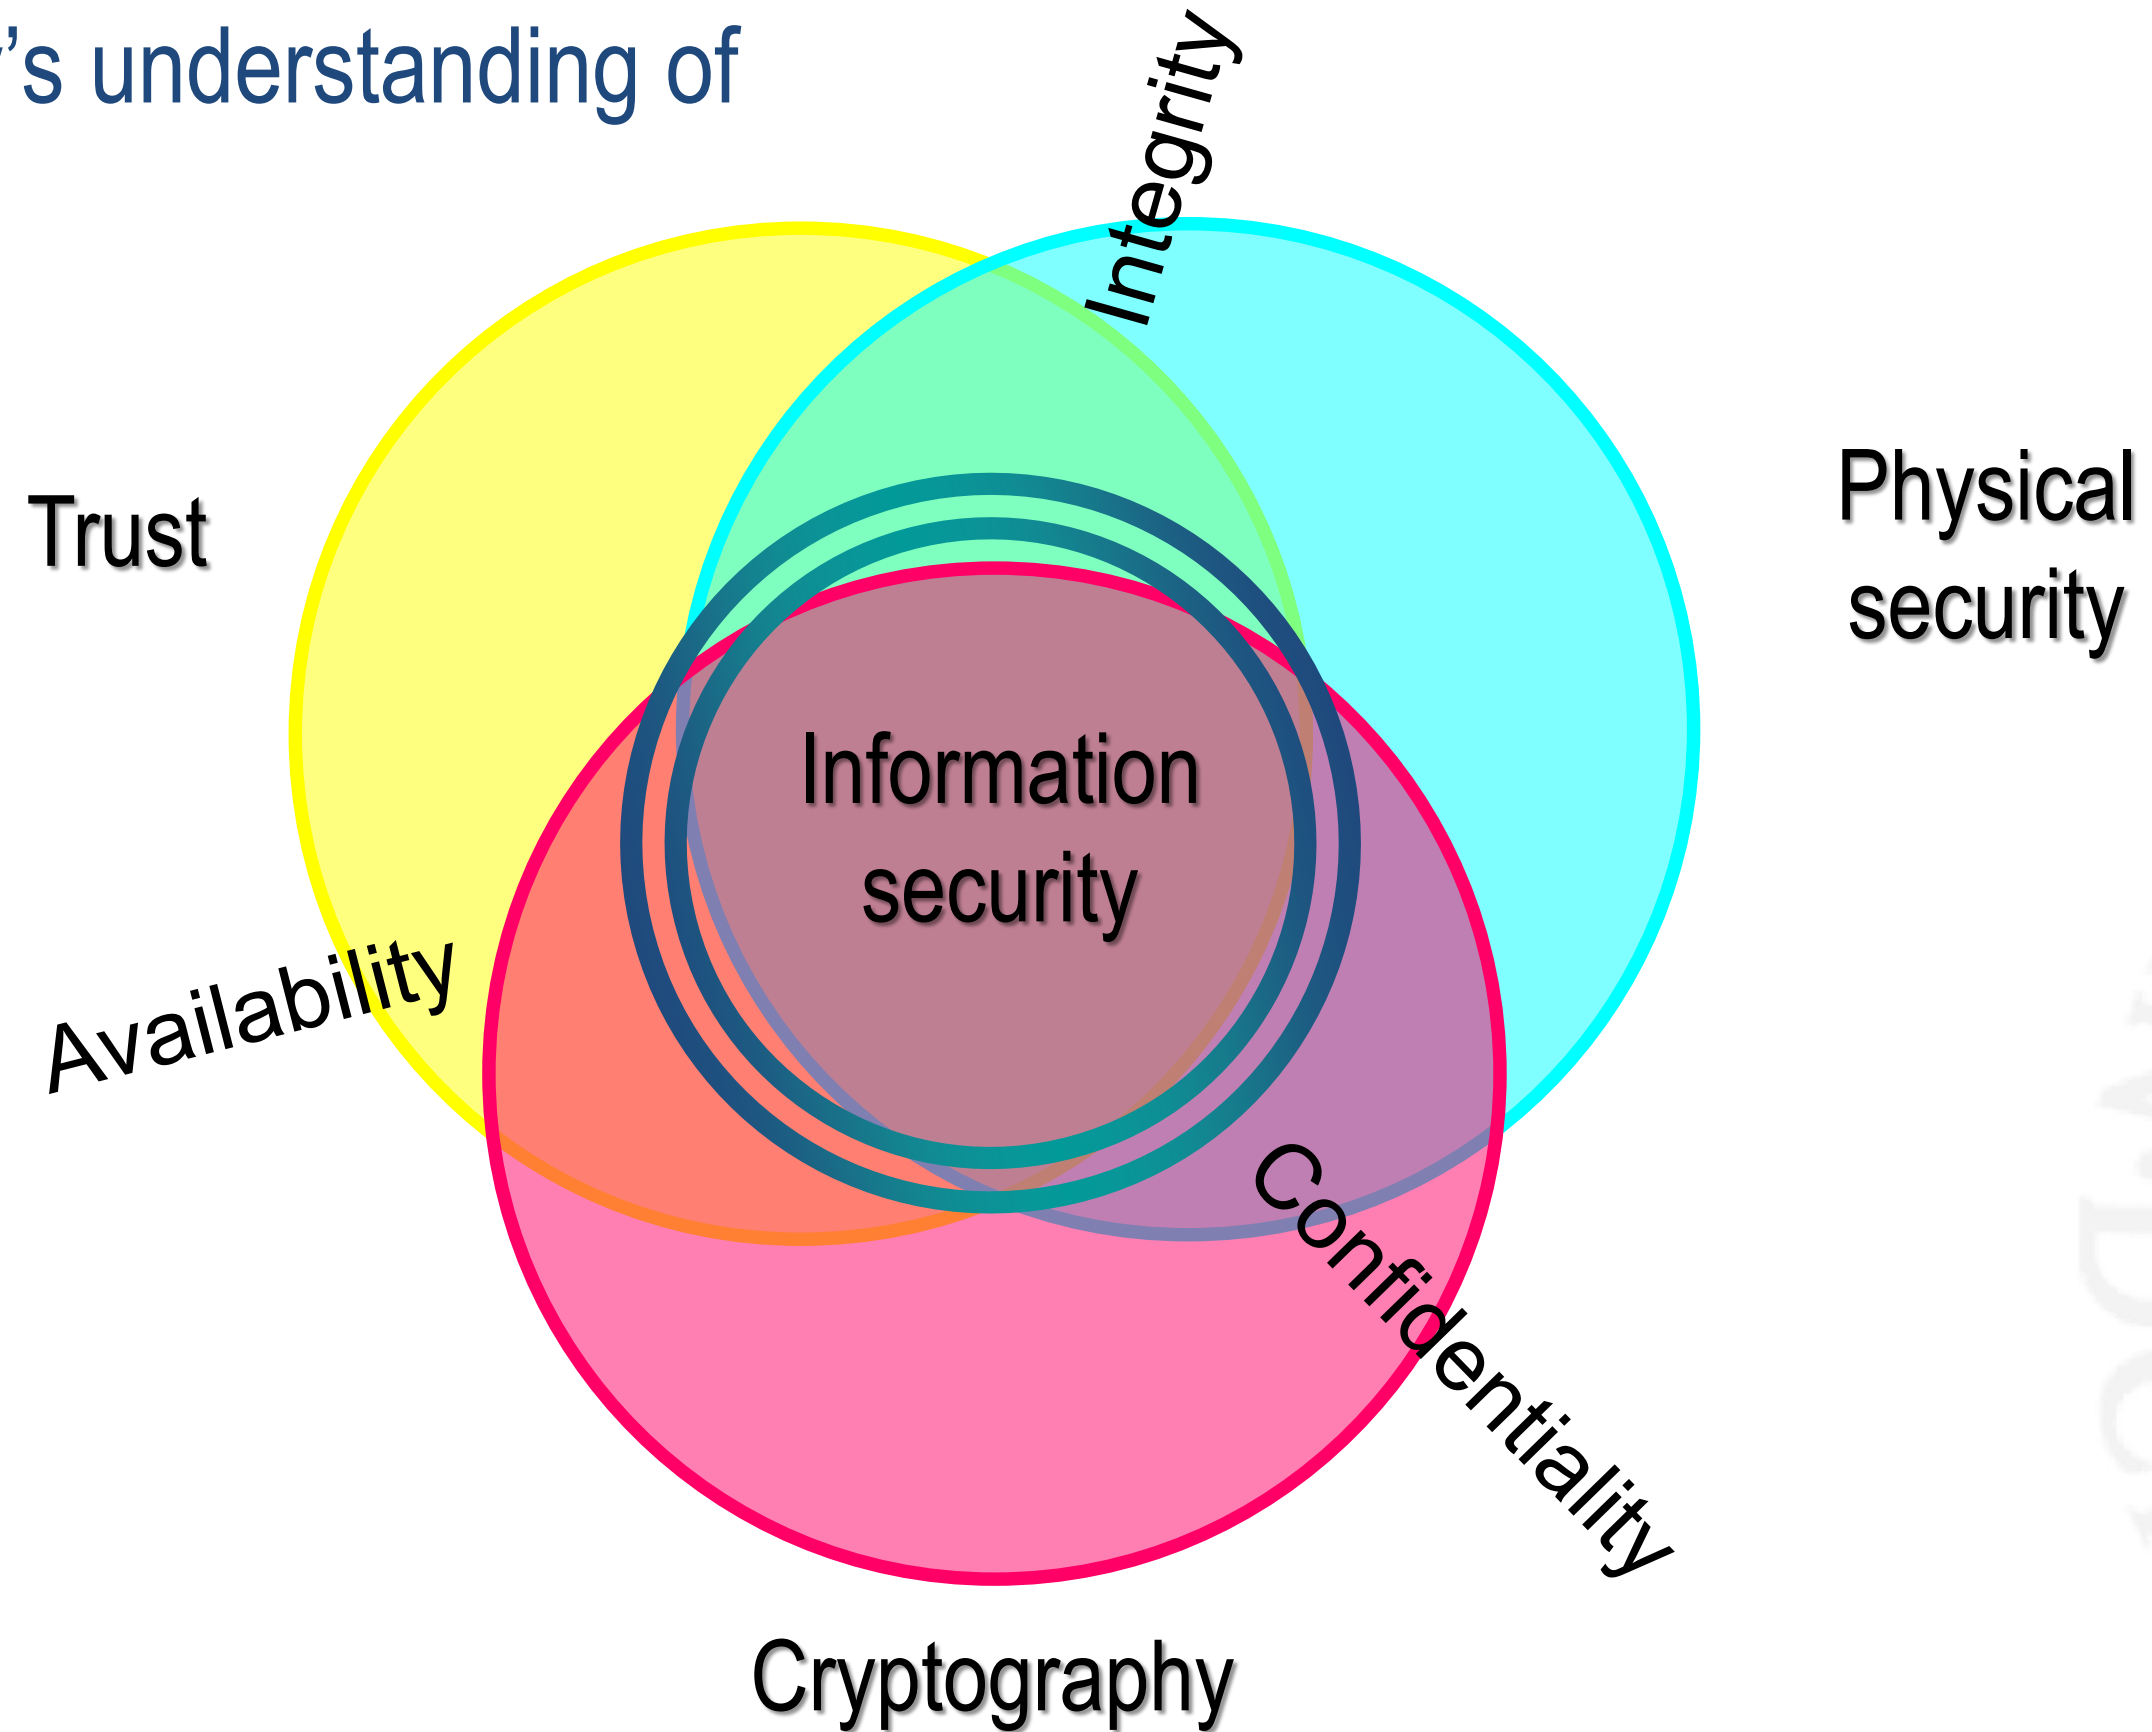 ’s understanding of
Integrity
Trust
Physical
security
Information
security
Availability
Confidentiality
Cryptography